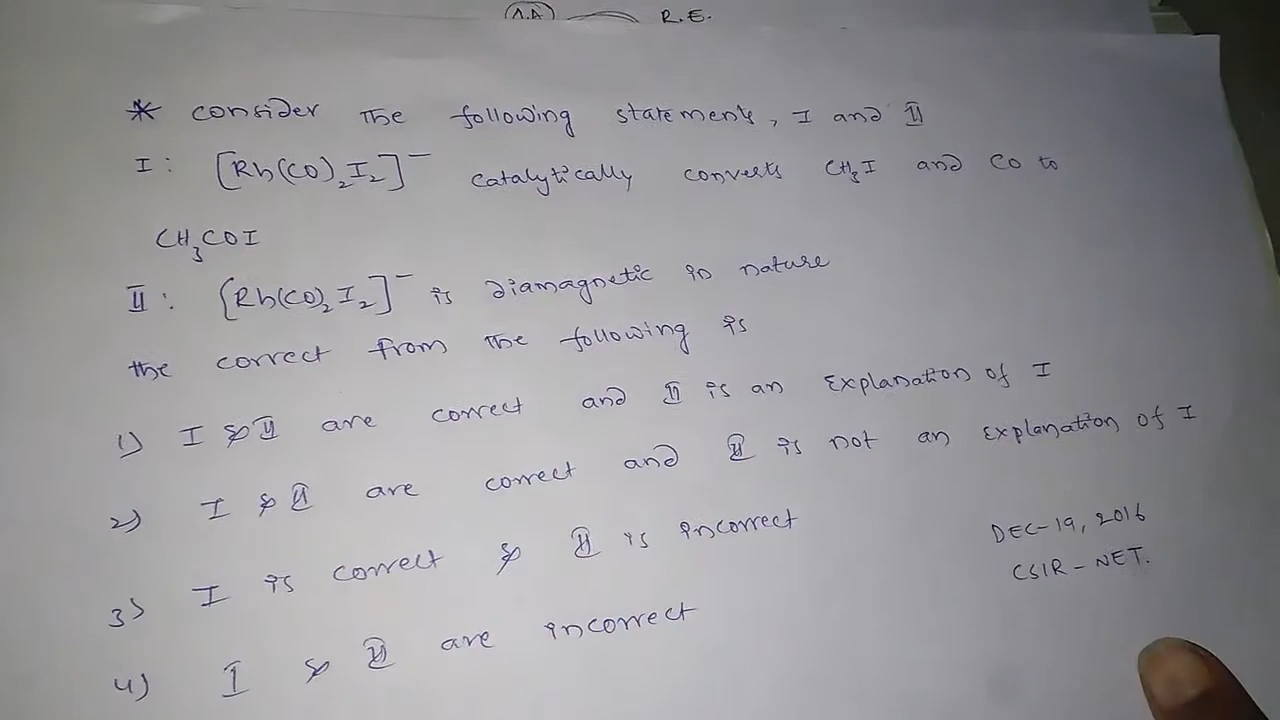 A.A R.E.
* consider the following statements, I and II
I: [Rh(CO)₂I₂]⁻ catalytically converts CH₃I and CO to
CH₃COI
II: [Rh(CO)₂I₂]⁻ is diamagnetic in nature
the correct from the following is
1) I & II are correct and II is an Explanation of I
2) I & II are correct and II is not an Explanation of I
3) I is correct & II is incorrect
DEC-19, 2016
CSIR-NET.
4) I & II are incorrect